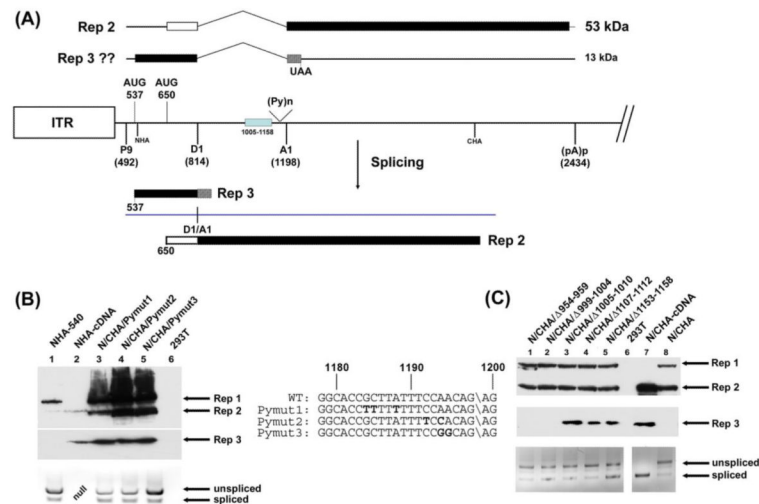 (A)
Rep 2
53 kDa
Rep 3 ??
13 kDa
UAA
AUG
537
AUG
650
(Py)n
ITR
1005-1158
P9
(492)
NHA
D1
(814)
A1
(1198)
CHA
(pA)p
(2434)
Splicing
Rep 3
537
D1/A1
Rep 2
650
(B)
NHA-540
NHA-cDNA
N/CHA/Pymut1
N/CHA/Pymut2
N/CHA/Pymut3
293T
1 2 3 4 5 6
Rep 1
Rep 2
Rep 3
null
unspliced
spliced
1180 1190 1200
WT: GGCACCGCTTATTTCCAACAG\AG
Pymut1: GGCACCTTTTTTTTCCAACAG\AG
Pymut2: GGCACCGCTTATTTTCCACAG\AG
Pymut3: GGCACCGCTTATTTCCGGCAG\AG
(C)
N/CHA/Δ954-959
N/CHA/Δ999-1004
N/CHA/Δ1005-1010
N/CHA/Δ1107-1112
N/CHA/Δ1153-1158
293T
N/CHA-cDNA
N/CHA
1 2 3 4 5 6 7 8
Rep 1
Rep 2
Rep 3
unspliced
spliced